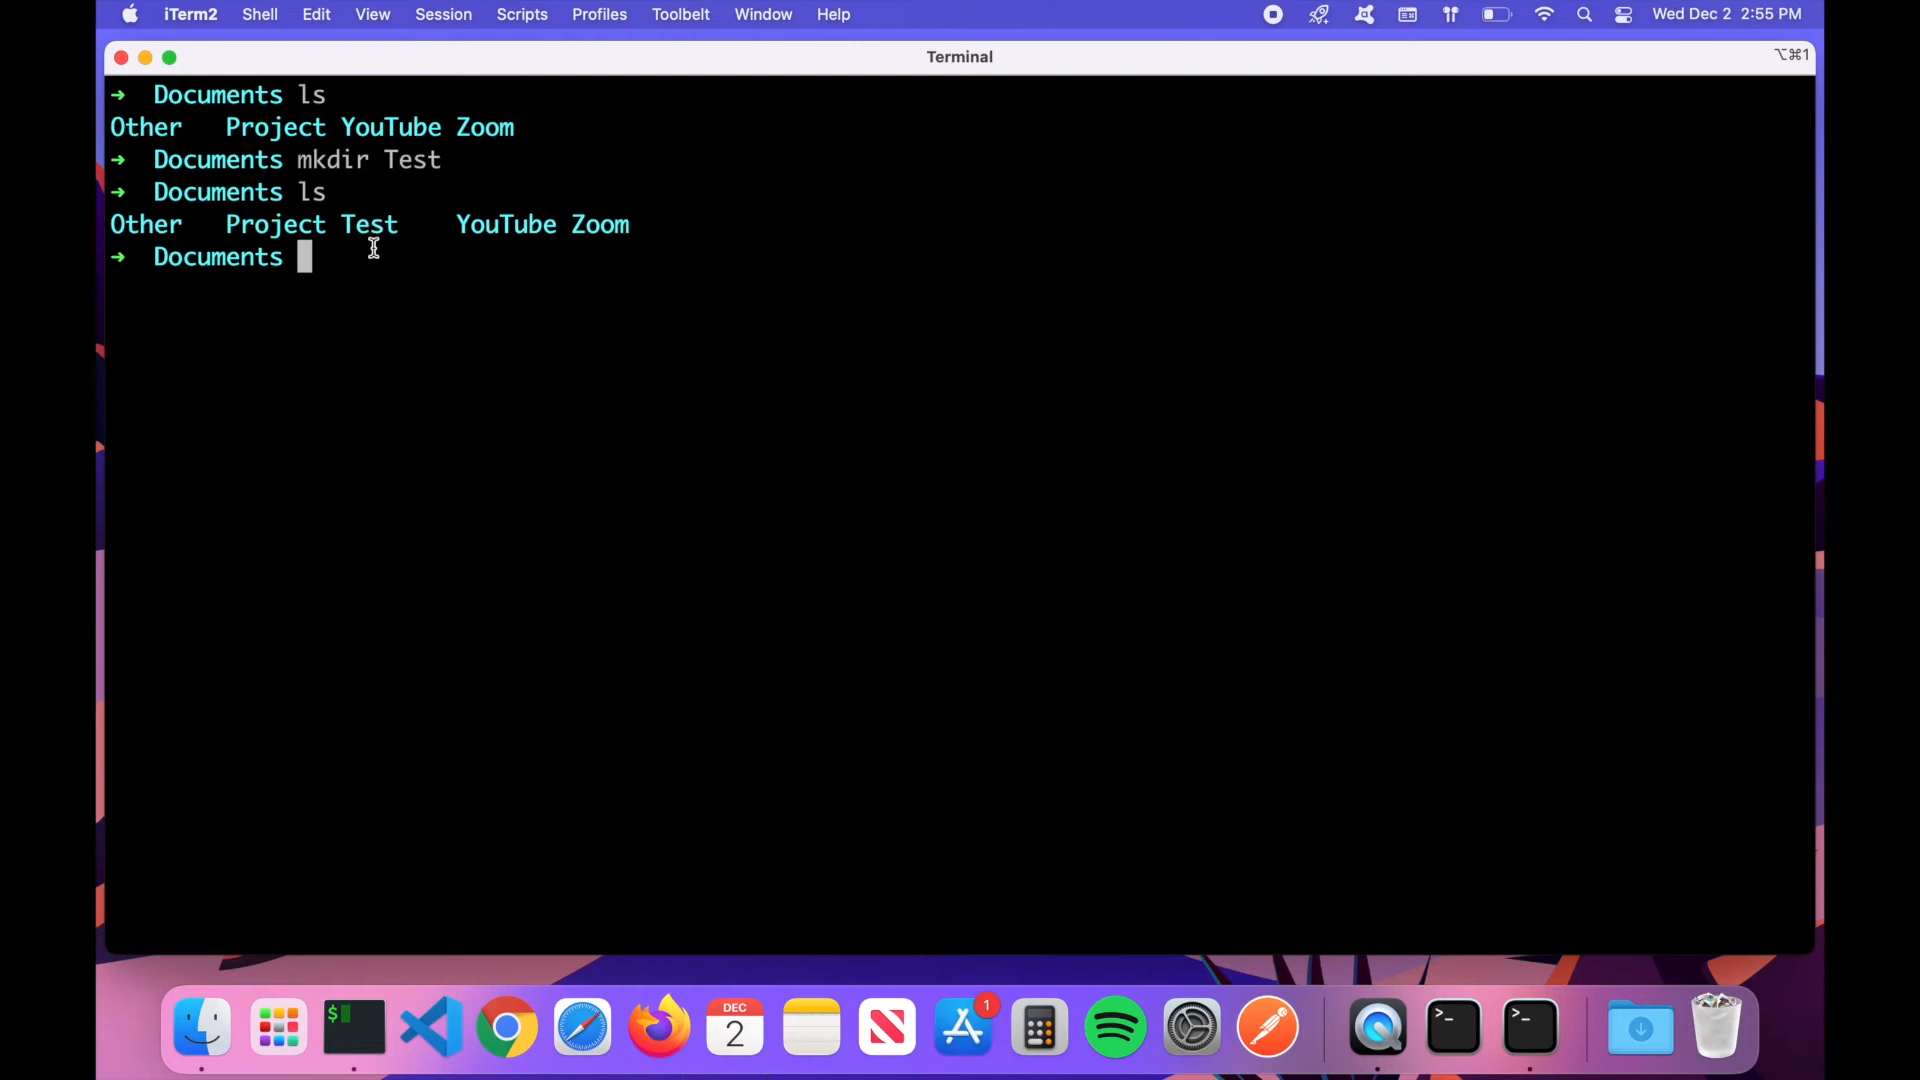 iTerm2 Shell Edit View Session Scripts Profiles Toolbelt Window Help Wed Dec 2 2:55 PM
Terminal ⌥⌘1
➜ Documents ls
Other Project YouTube Zoom
➜ Documents mkdir Test
➜ Documents ls
Other Project Test YouTube Zoom
➜ Documents
$ DEC 2 1 >_ >_